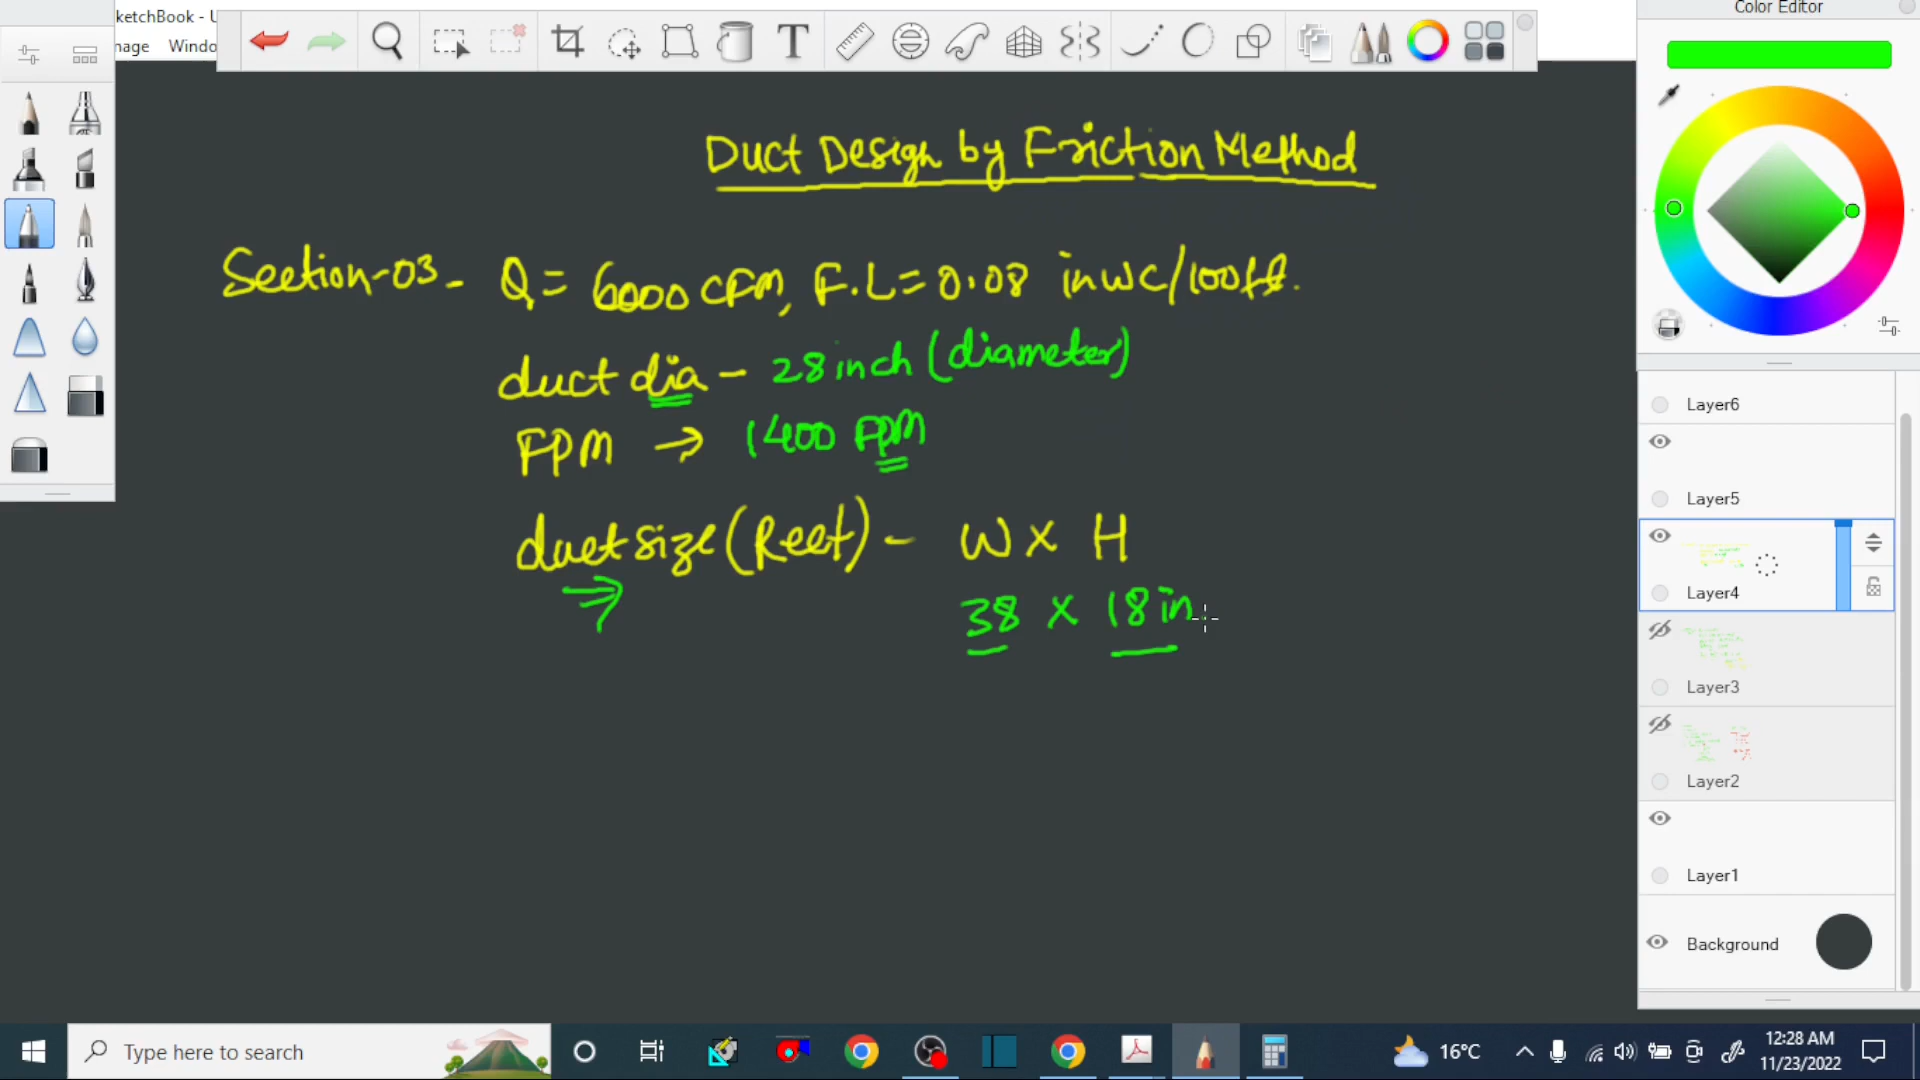 ketchBook - U
Color Editor
mage Windo
T
Duct Design by Friction Method
Section-03- Q = 6000 CFM, F.L = 0.08 inwc/100ft.
duct dia - 28 inch (diameter)
FPM → 1400 FPM
duct size (Rect) - W X H
38 X 18 in
Layer6
Layer5
Layer4
Layer3
Layer2
Layer1
Background
Type here to search
16°C
12:28 AM
11/23/2022